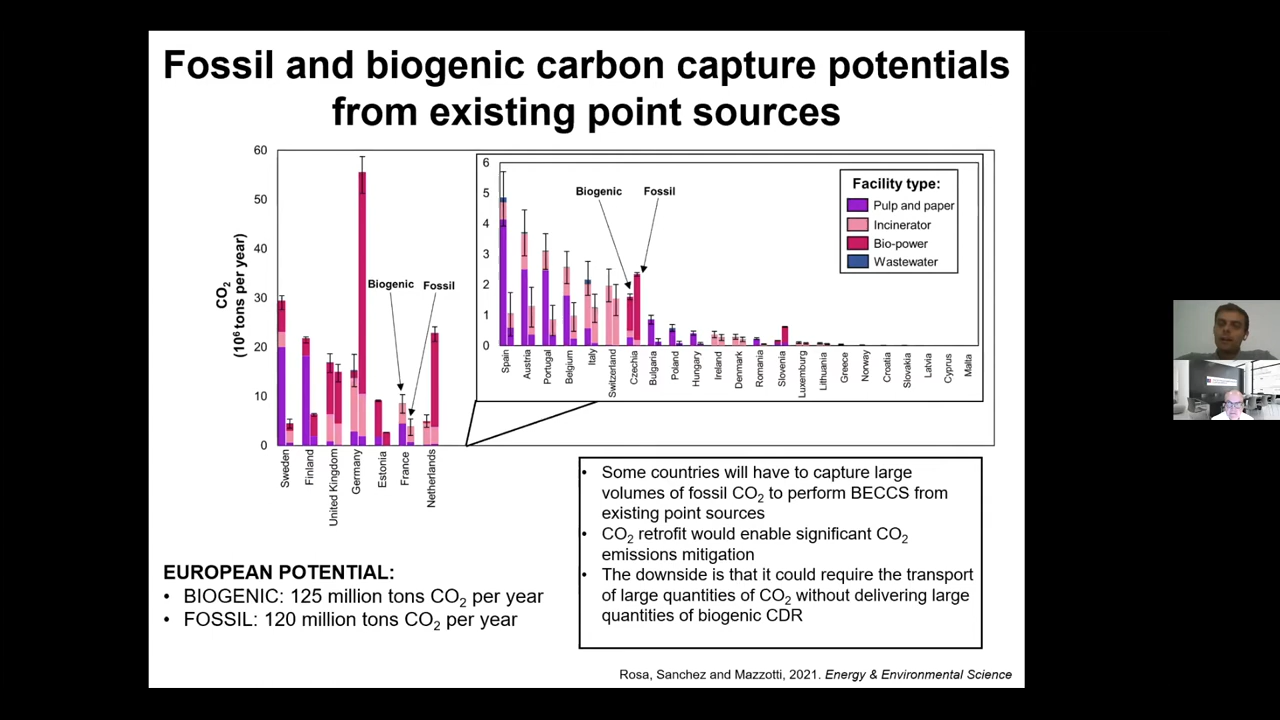 Fossil and biogenic carbon capture potentials
from existing point sources
60
50
40
30
20
10
0
CO2
(10^6 tons per year)
Biogenic
Fossil
Sweden
Finland
United Kingdom
Germany
Estonia
France
Netherlands
6
5
4
3
2
1
0
Biogenic
Fossil
Facility type:
Pulp and paper
Incinerator
Bio-power
Wastewater
Spain
Austria
Portugal
Belgium
Italy
Switzerland
Czechia
Bulgaria
Poland
Hungary
Ireland
Denmark
Romania
Slovenia
Luxemburg
Lithuania
Greece
Norway
Croatia
Slovakia
Latvia
Cyprus
Malta
• Some countries will have to capture large
volumes of fossil CO2 to perform BECCS from
existing point sources
• CO2 retrofit would enable significant CO2
emissions mitigation
• The downside is that it could require the transport
of large quantities of CO2 without delivering large
quantities of biogenic CDR
EUROPEAN POTENTIAL:
• BIOGENIC: 125 million tons CO2 per year
• FOSSIL: 120 million tons CO2 per year
Rosa, Sanchez and Mazzotti, 2021. Energy & Environmental Science